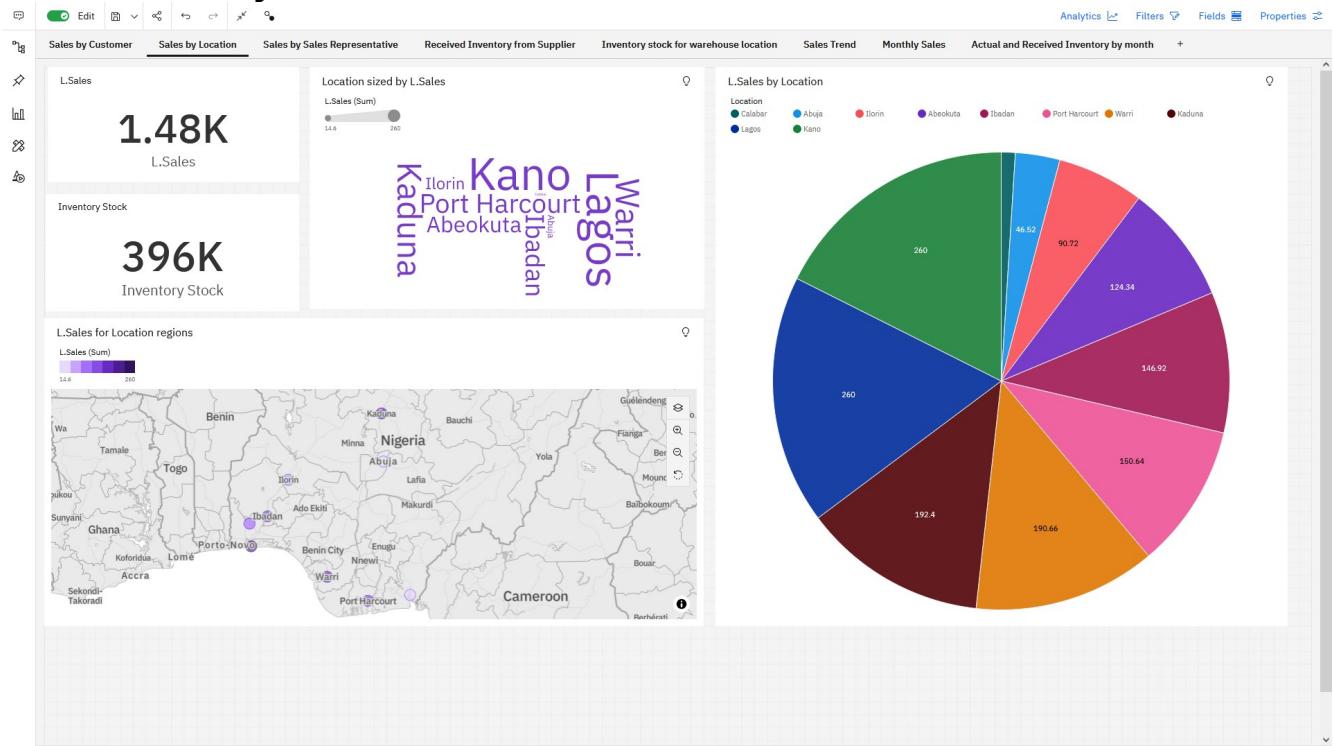 Edit
Analytics
Filters
Fields
Properties
Sales by Customer
Sales by Location
Sales by Sales Representative
Received Inventory from Supplier
Inventory stock for warehouse location
Sales Trend
Monthly Sales
Actual and Received Inventory by month
+
L.Sales
1.48K
L.Sales
Inventory Stock
396K
Inventory Stock
Location sized by L.Sales
L.Sales (Sum)
14.6
260
Kaduna
Ilorin
Kano
Port Harcourt
Abeokuta
Ibadan
Abuja
Lagos
Warri
L.Sales for Location regions
L.Sales (Sum)
14.6
260
Guélendeng
Kaduna
Benin
Bauchi
Wa
Fianga
Nigeria
Minna
Tamale
Yola
Abuja
Togo
Ilorin
Lafia
Ibadan
Ado Ekiti
Makurdi
Baïbokoum
Sunyani
Ghana
Porto-Novo
Benin City
Enugu
Koforidua
Lomé
Nnewi
Bouar
Accra
Warri
Sekondi-
Takoradi
Port Harcourt
Cameroon
Berbérati
L.Sales by Location
Location
Calabar
Abuja
Ilorin
Abeokuta
Ibadan
Port Harcourt
Warri
Kaduna
Lagos
Kano
46.52
90.72
260
124.34
146.92
260
150.64
192.4
190.66